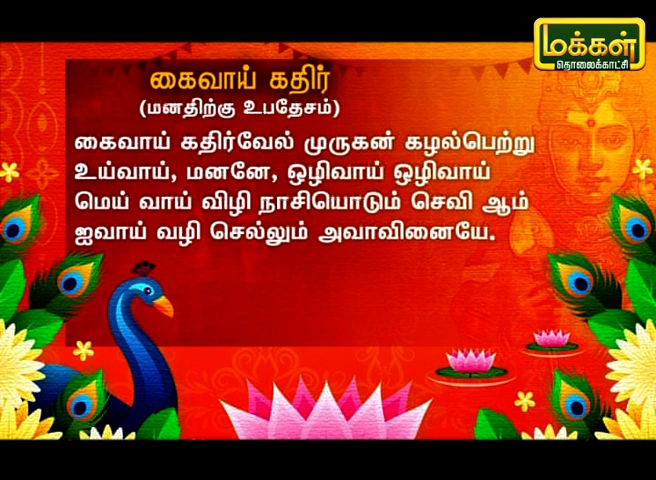 மக்கள்
தொலைக்காட்சி
கைவாய் கதிர்
(மனதிற்கு உபதேசம்)
கைவாய் கதிர்வேல் முருகன் கழல்பெற்று
உய்வாய், மனனே, ஒழிவாய் ஒழிவாய்
மெய் வாய் விழி நாசியொடும் செவி ஆம்
ஐவாய் வழி செல்லும் அவாவினையே.